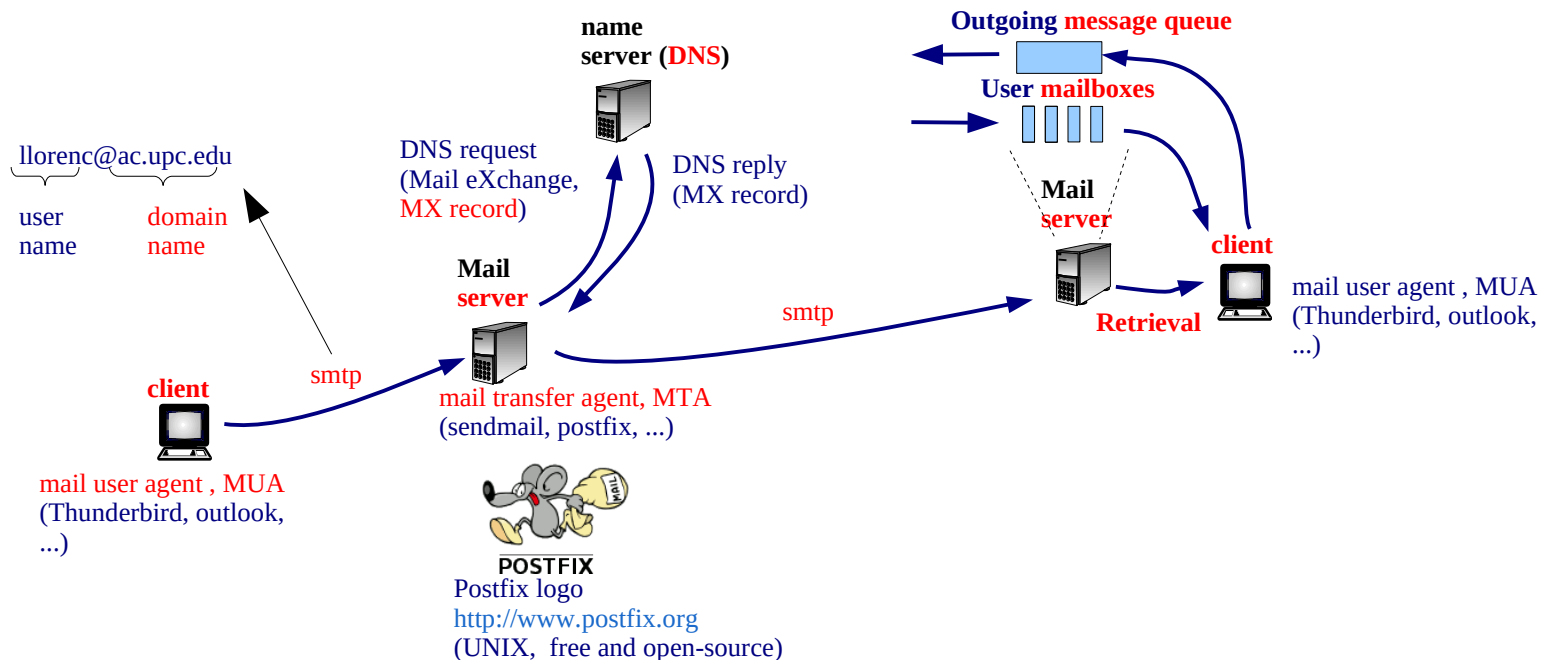 name
server (DNS)
Outgoing message queue
User mailboxes
llorenc@ac.upc.edu
user
name
domain
name
DNS request
(Mail eXchange,
MX record)
DNS reply
(MX record)
Mail
server
Mail
server
client
mail user agent , MUA
(Thunderbird, outlook,
...)
Retrieval
smtp
smtp
client
mail user agent , MUA
(Thunderbird, outlook,
...)
mail transfer agent, MTA
(sendmail, postfix, ...)
MAIL
POSTFIX
Postfix logo
http://www.postfix.org
(UNIX, free and open-source)